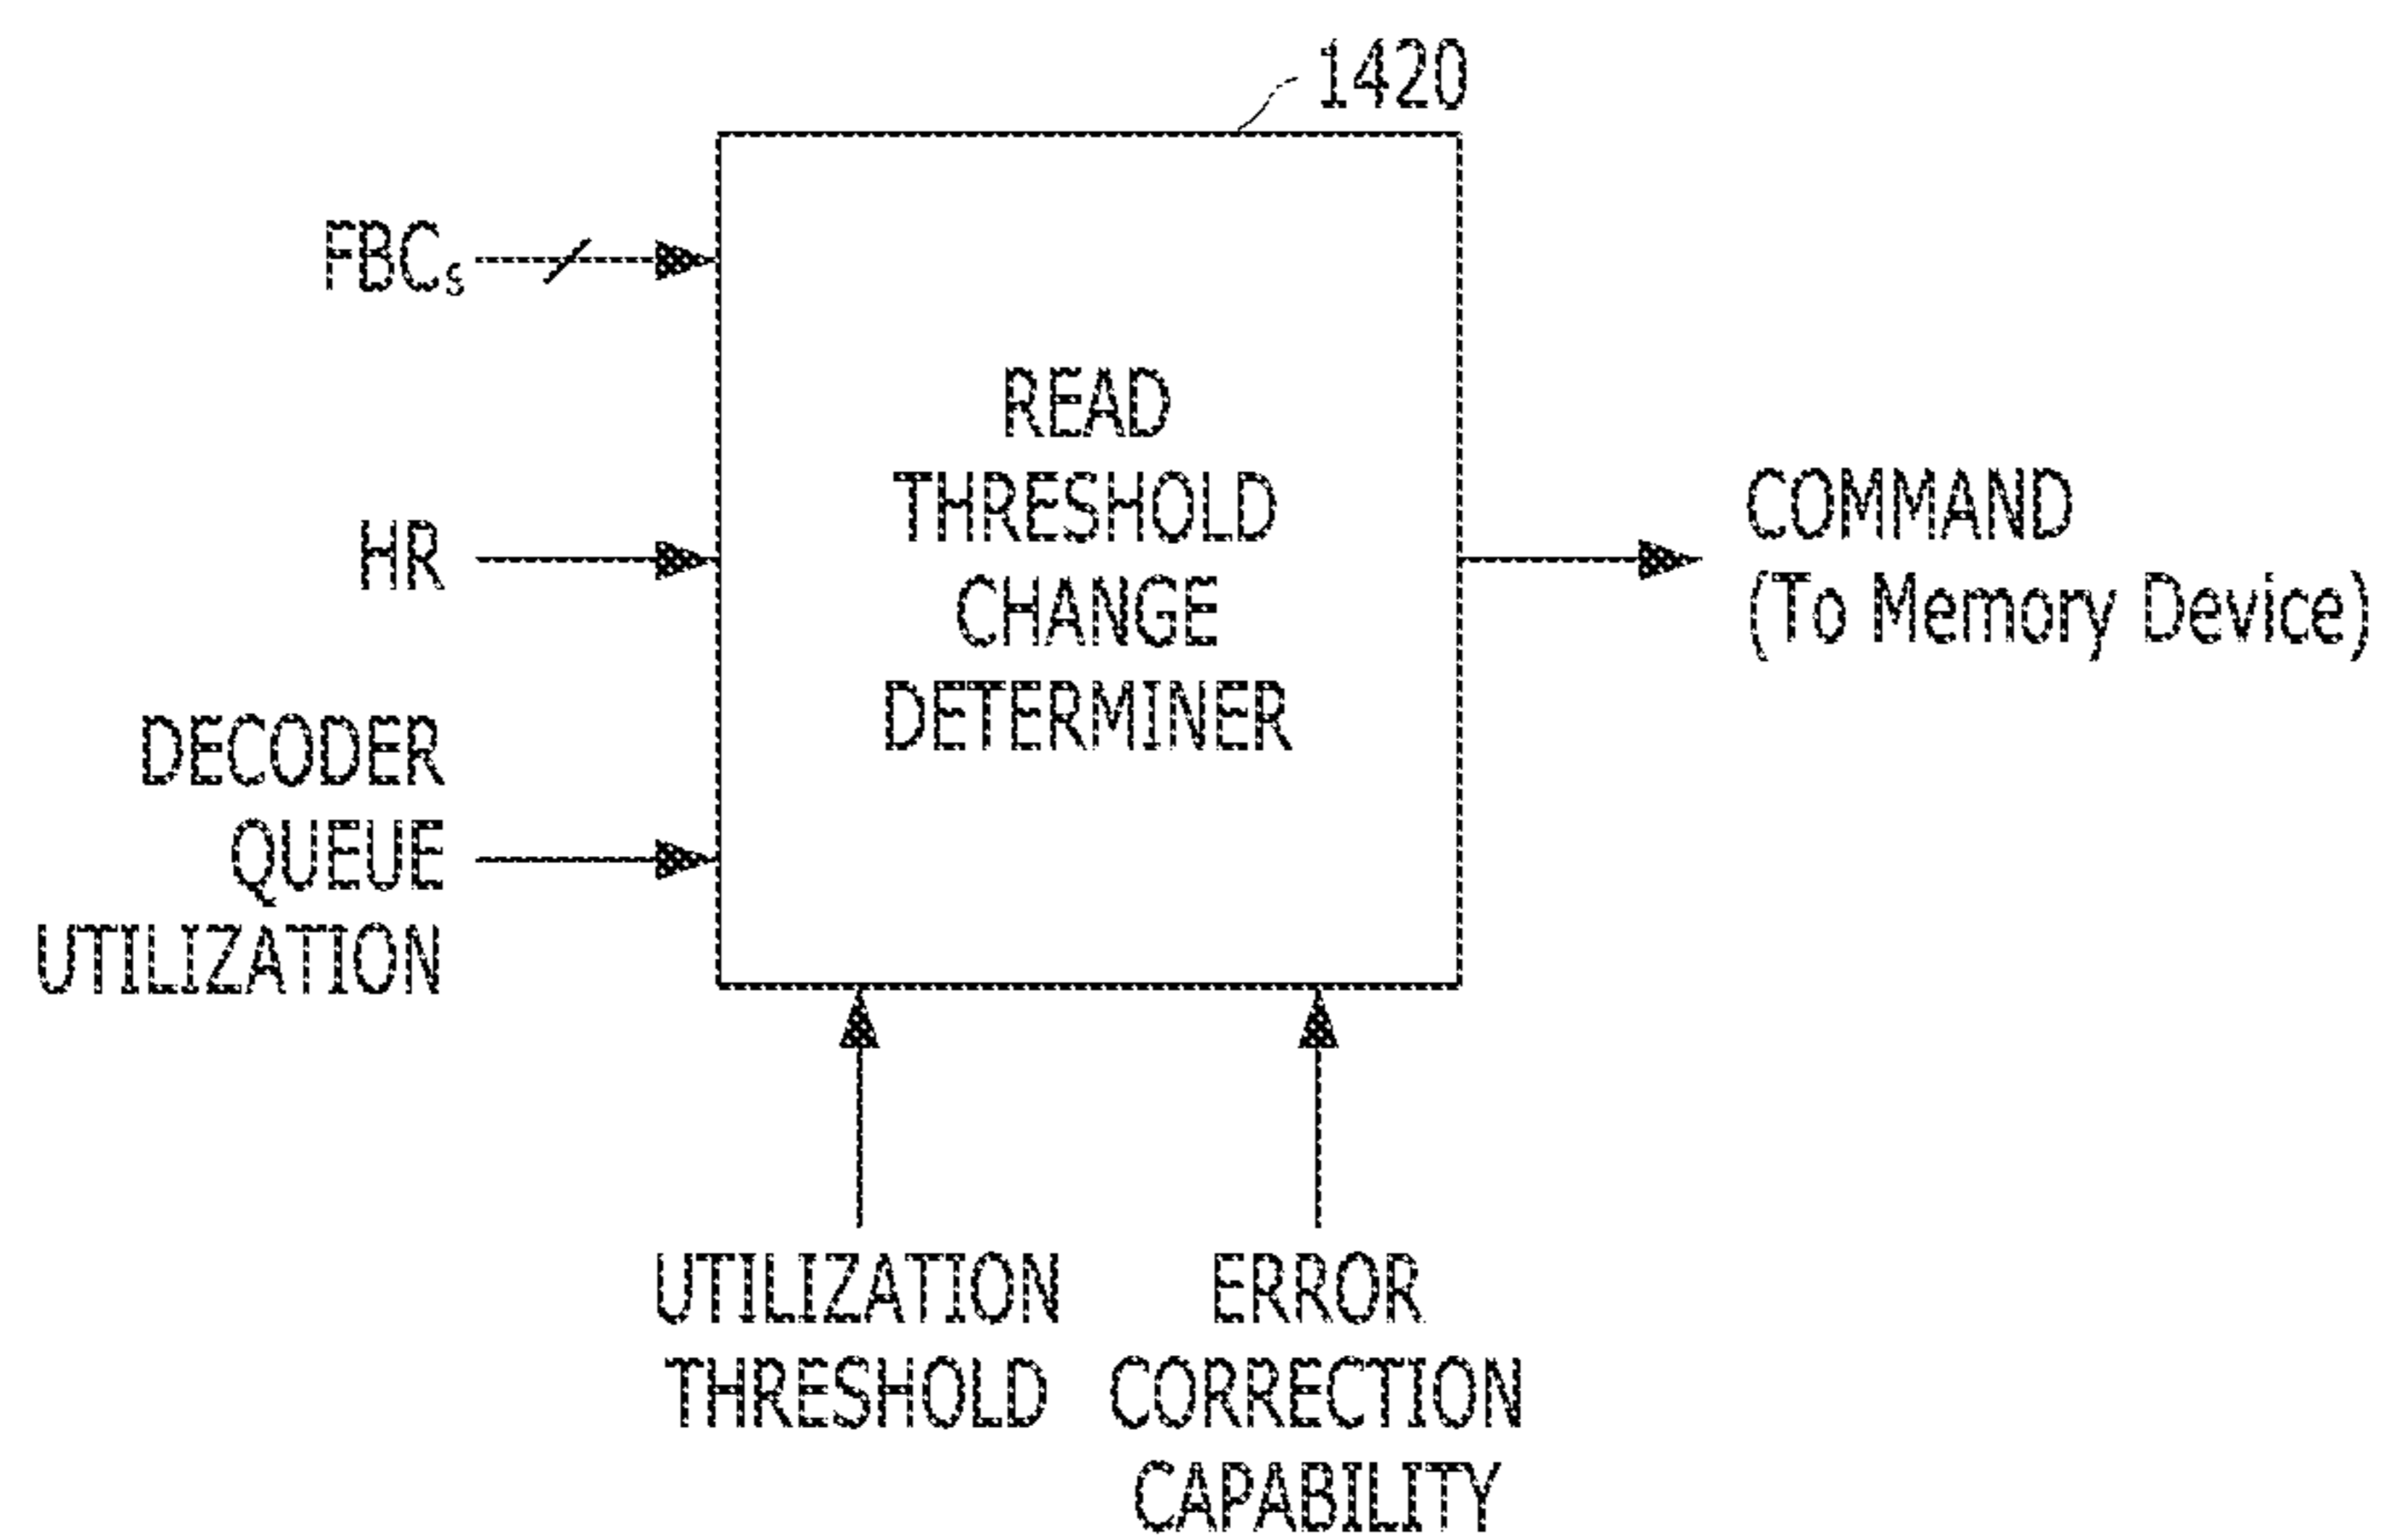 1420
FBCs
HR
DECODER
QUEUE
UTILIZATION
READ
THRESHOLD
CHANGE
DETERMINER
COMMAND
(To Memory Device)
UTILIZATION
THRESHOLD
ERROR
CORRECTION
CAPABILITY